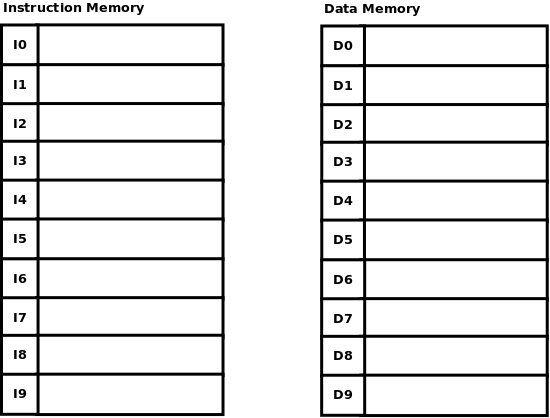 Instruction Memory
I0
I1
I2
I3
I4
I5
I6
I7
I8
I9
Data Memory
D0
D1
D2
D3
D4
D5
D6
D7
D8
D9